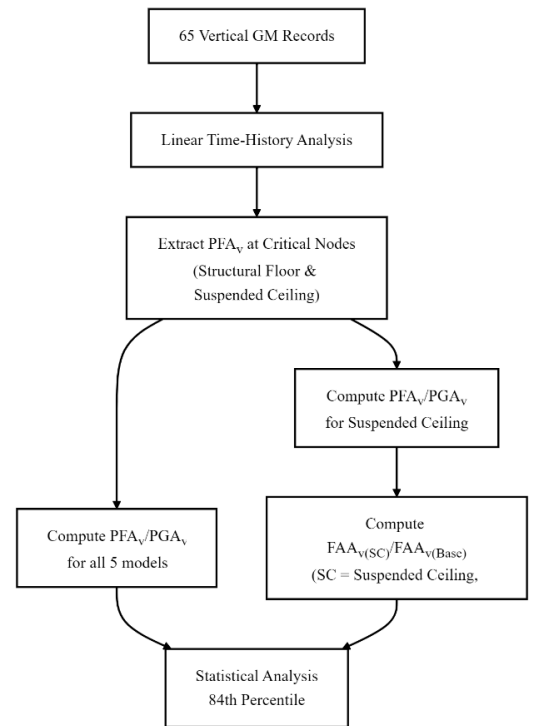 65 Vertical GM Records
Linear Time-History Analysis
Extract PFAv at Critical Nodes
(Structural Floor &
Suspended Ceiling)
Compute PFAv/PGAv
for Suspended Ceiling
Compute PFAv/PGAv
for all 5 models
Compute
FAAv(SC)/FAAv(Base)
(SC = Suspended Ceiling,
Statistical Analysis
84th Percentile